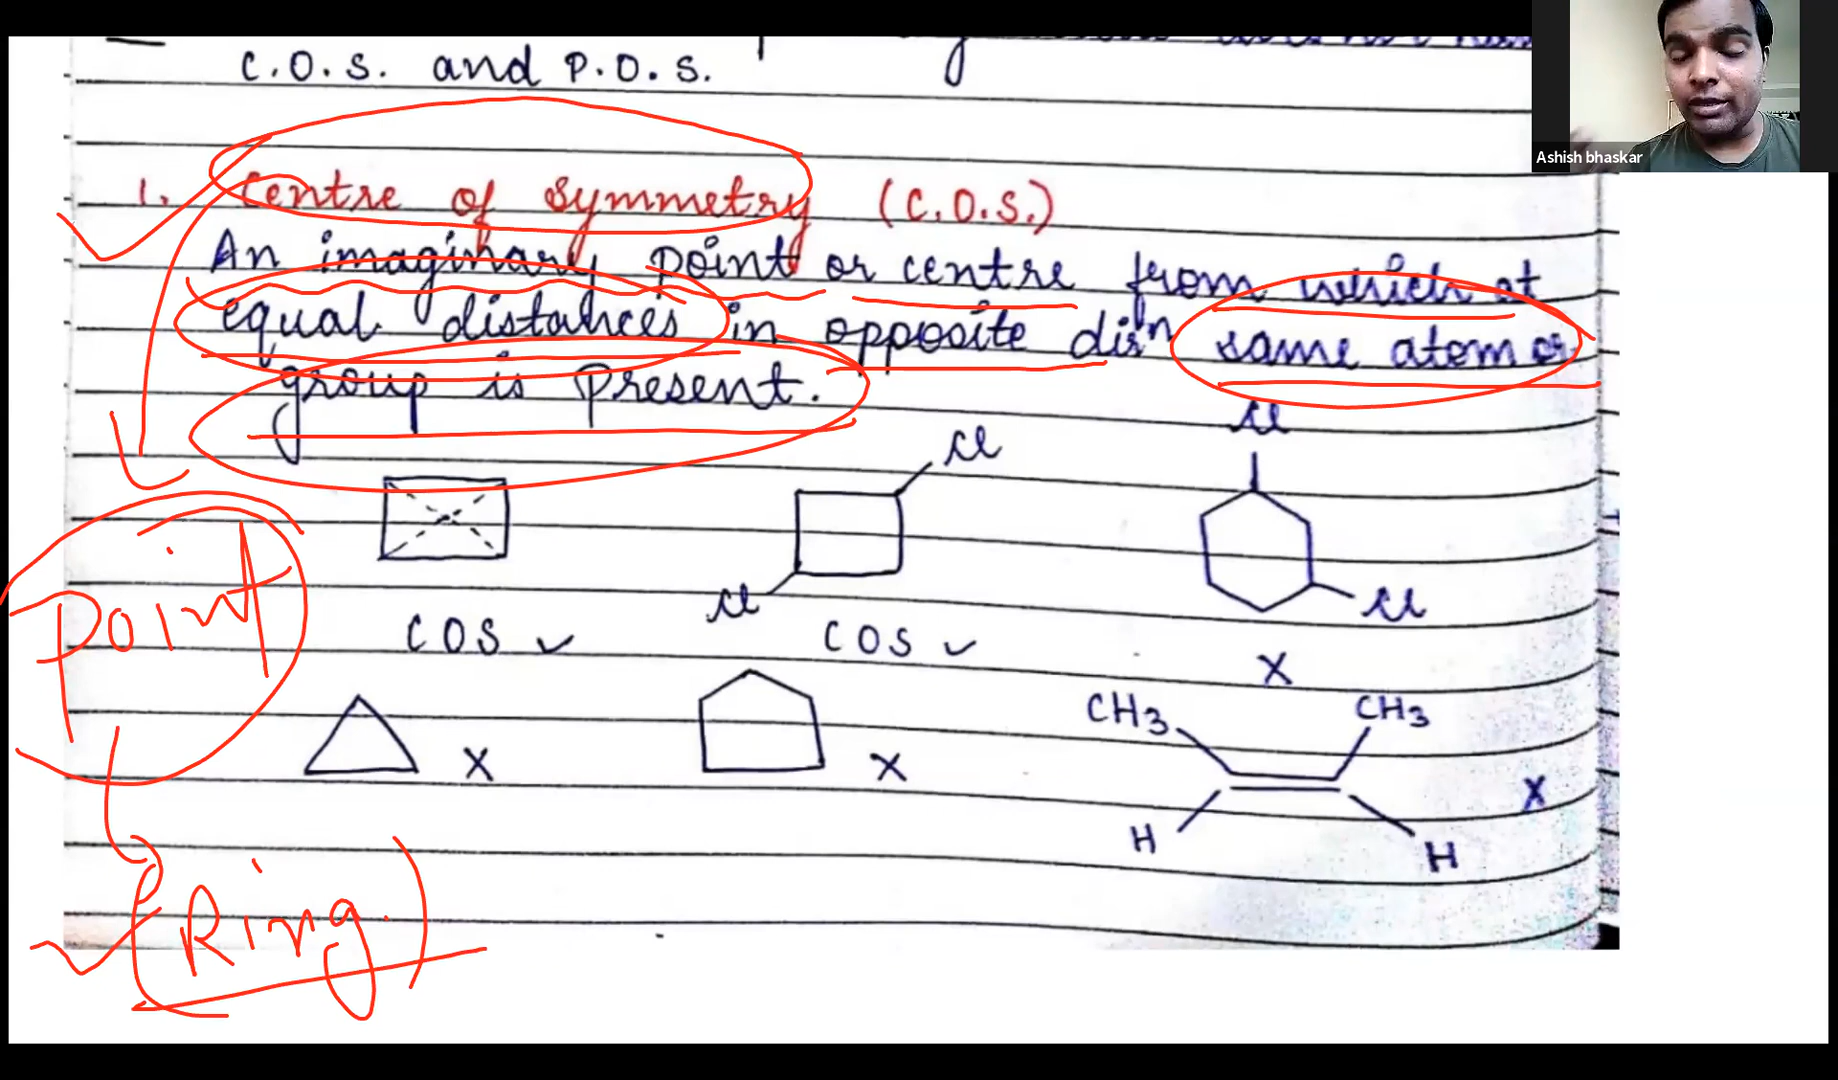 C.O.S. and P.O.S.
Ashish bhaskar
1. Centre of Symmetry (C.O.S.)
An imaginary point or centre from which at
equal distances in opposite dirn same atom or
group is present.
Cl
Cl
Cl
Cl
COS ✓
COS ✓
X
Point
X
X
CH3
CH3
X
H
H
(Ring)